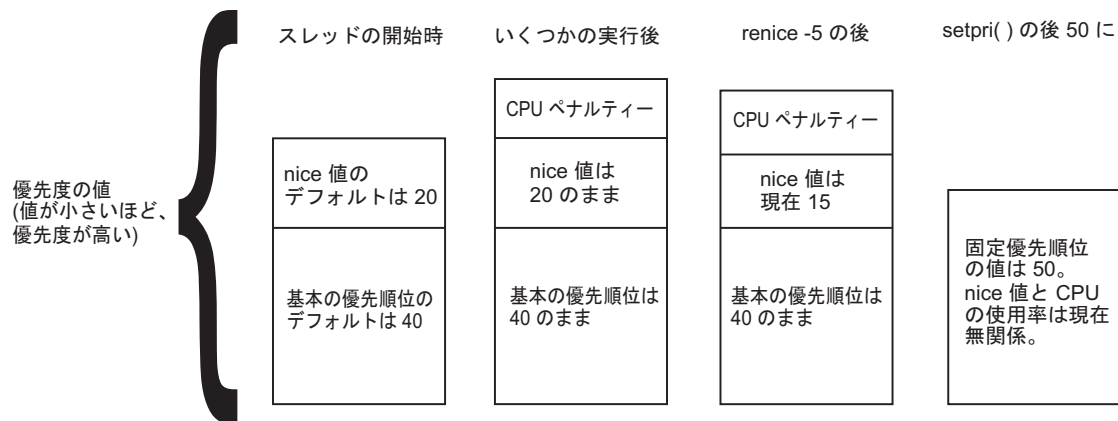 スレッドの開始時
いくつかの実行後
renice -5 の後
setpri( ) の後 50 に
優先度の値
(値が小さいほど、
優先度が高い)
nice 値の
デフォルトは 20
基本の優先順位の
デフォルトは 40
CPU ペナルティー
nice 値は
20 のまま
基本の優先順位は
40 のまま
CPU ペナルティー
nice 値は
現在 15
基本の優先順位は
40 のまま
固定優先順位
の値は 50。
nice 値と CPU
の使用率は現在
無関係。